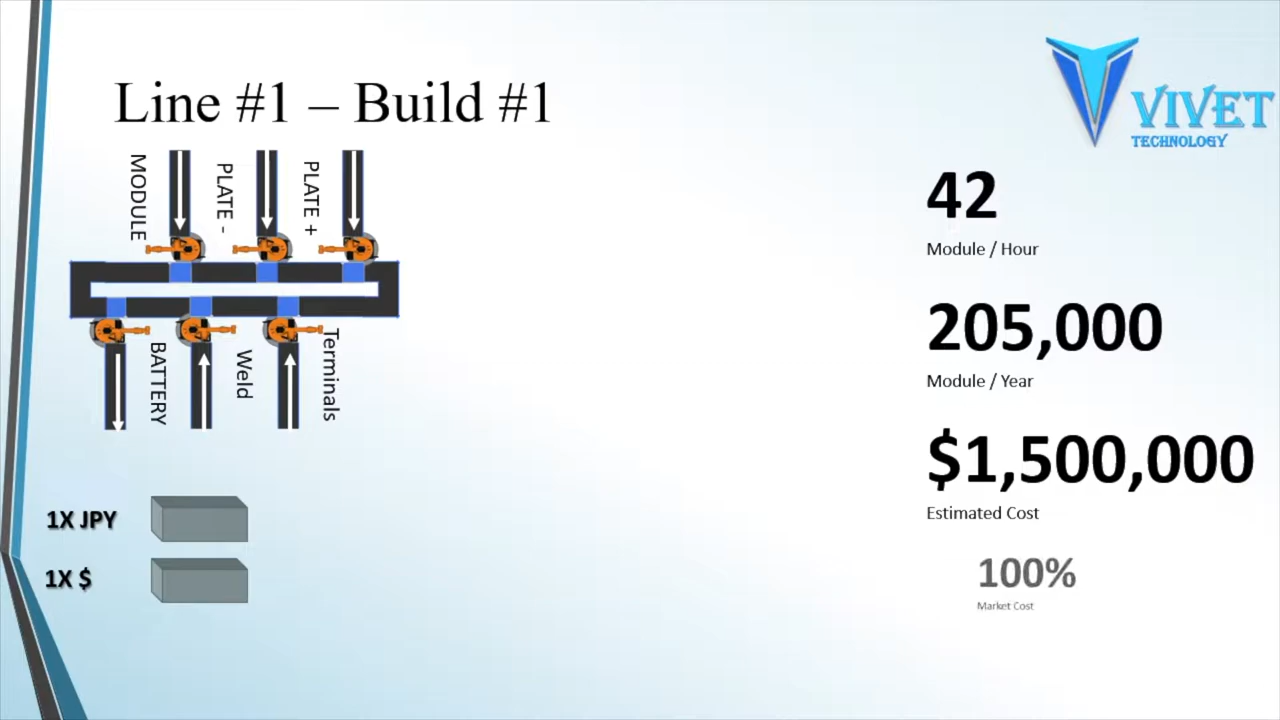 Line #1 – Build #1
VIVET
TECHNOLOGY
MODULE
PLATE -
PLATE +
BATTERY
Weld
Terminals
1X JPY
1X $
42
Module / Hour
205,000
Module / Year
$1,500,000
Estimated Cost
100%
Market Cost